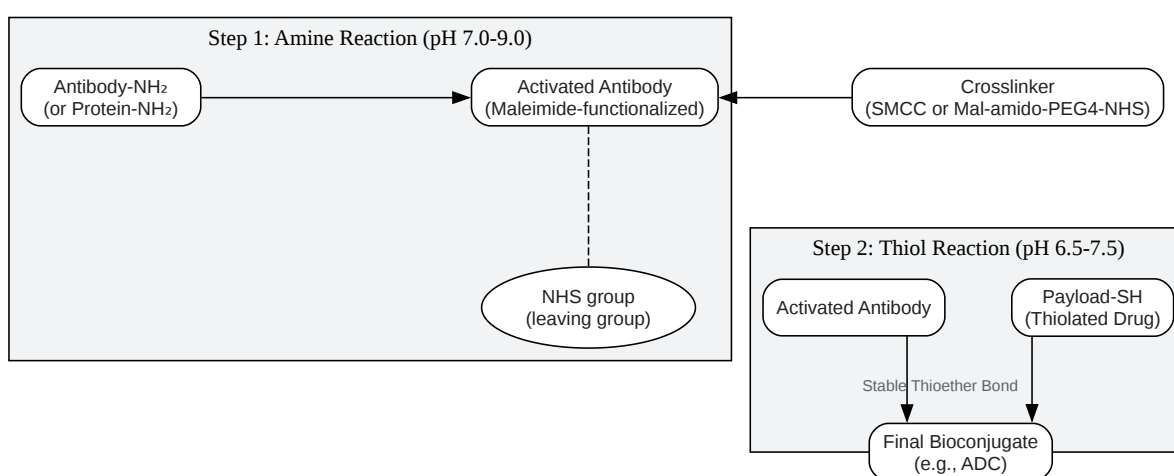 Step 1: Amine Reaction (pH 7.0-9.0)
Antibody-NH₂
(or Protein-NH₂)
Activated Antibody
(Maleimide-functionalized)
Crosslinker
(SMCC or Mal-amido-PEG4-NHS)
NHS group
(leaving group)
Step 2: Thiol Reaction (pH 6.5-7.5)
Activated Antibody
Payload-SH
(Thiolated Drug)
Stable Thioether Bond
Final Bioconjugate
(e.g., ADC)